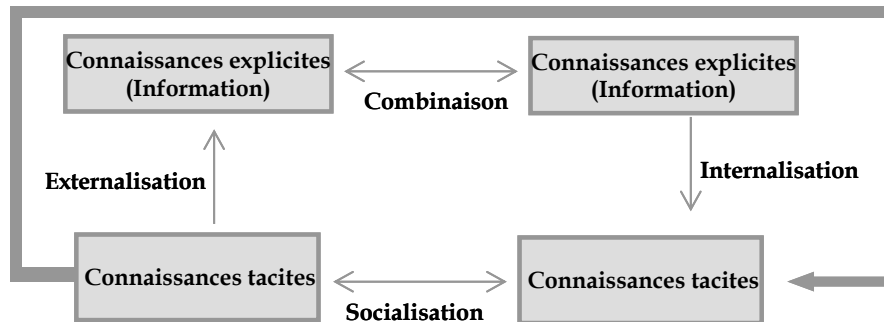 Connaissances explicites
(Information)
Connaissances explicites
(Information)
Combinaison
Externalisation
Internalisation
Connaissances tacites
Connaissances tacites
Socialisation